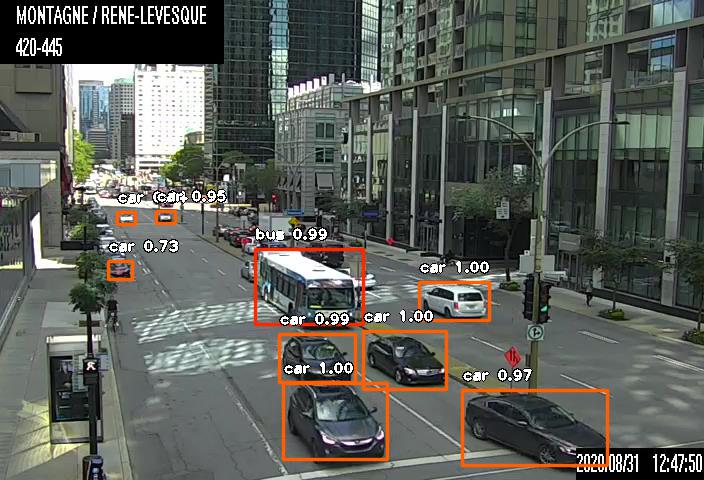 MONTAGNE / RENE-LEVESQUE
420-445
car 0.95
car
car 0.73
bus 0.99
car 1.00
car 0.99
car 1.00
car 1.00
car 0.97
2020/08/31 12:47:50